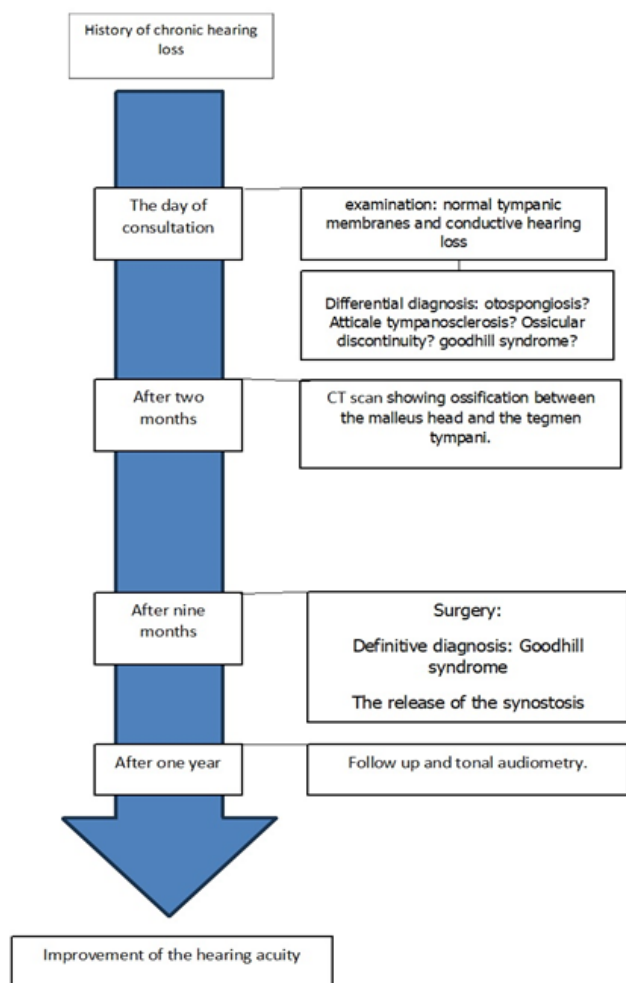 History of chronic hearing
loss
The day of
consultation
examination: normal tympanic
membranes and conductive hearing
loss
Differential diagnosis: otospongiosis?
Atticale tympanosclerosis? Ossicular
discontinuity? goodhill syndrome?
After two
months
CT scan showing ossification between
the malleus head and the tegmen
tympani.
After nine
months
Surgery:
Definitive diagnosis: Goodhill
syndrome
The release of the synostosis
After one year
Follow up and tonal audiometry.
Improvement of the hearing acuity